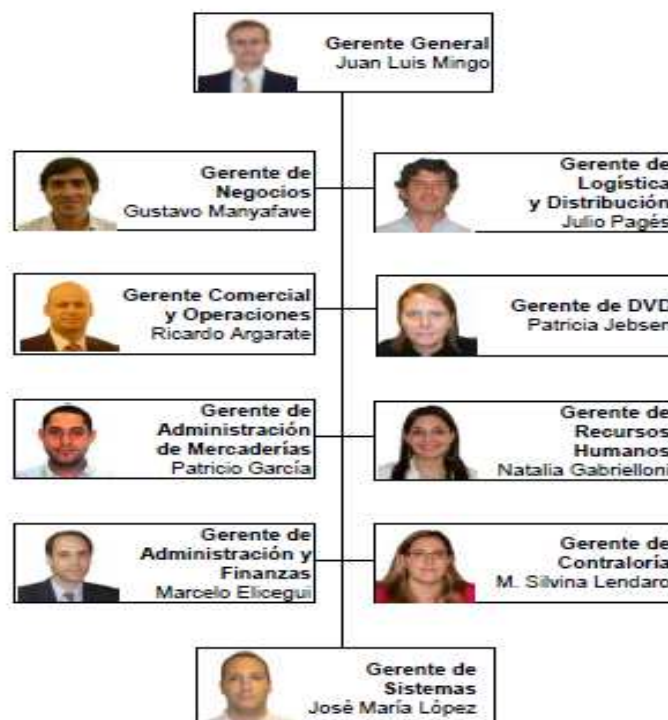 Gerente General
Juan Luis Mingo
Gerente de
Negocios
Gustavo Manyafave
Gerente de
Logística
y Distribución
Julio Pagés
Gerente Comercial
y Operaciones
Ricardo Argarate
Gerente de DVD
Patricia Jebsen
Gerente de
Administración
de Mercaderías
Patricio García
Gerente de
Recursos
Humanos
Natalia Gabrielloni
Gerente de
Administración y
Finanzas
Marcelo Elicegui
Gerente de
Contraloría
M. Silvina Lendaro
Gerente de
Sistemas
José María López